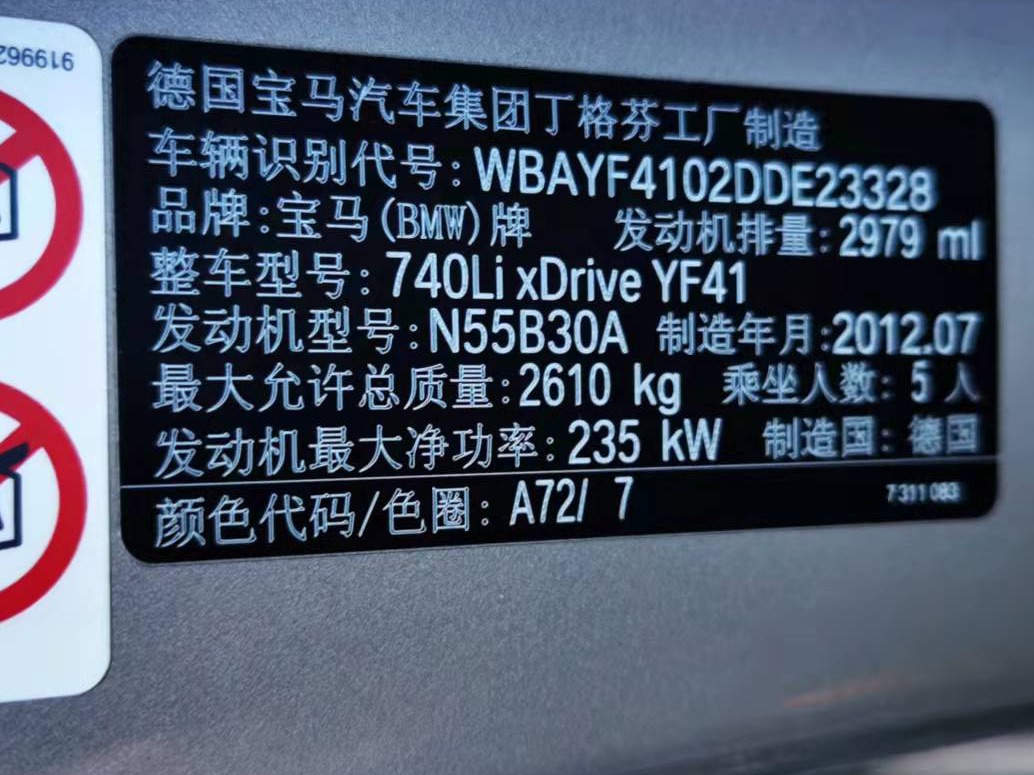 德国宝马汽车集团丁格芬工厂制造
车辆识别代号:WBAYF4102DDE23328
品牌:宝马(BMW)牌 发动机排量:2979 ml
整车型号:740Li xDrive YF41
发动机型号:N55B30A 制造年月:2012.07
最大允许总质量:2610 kg 乘坐人数:5人
发动机最大净功率:235 kW 制造国:德国
颜色代码/色圈:A72/ 7
7311083